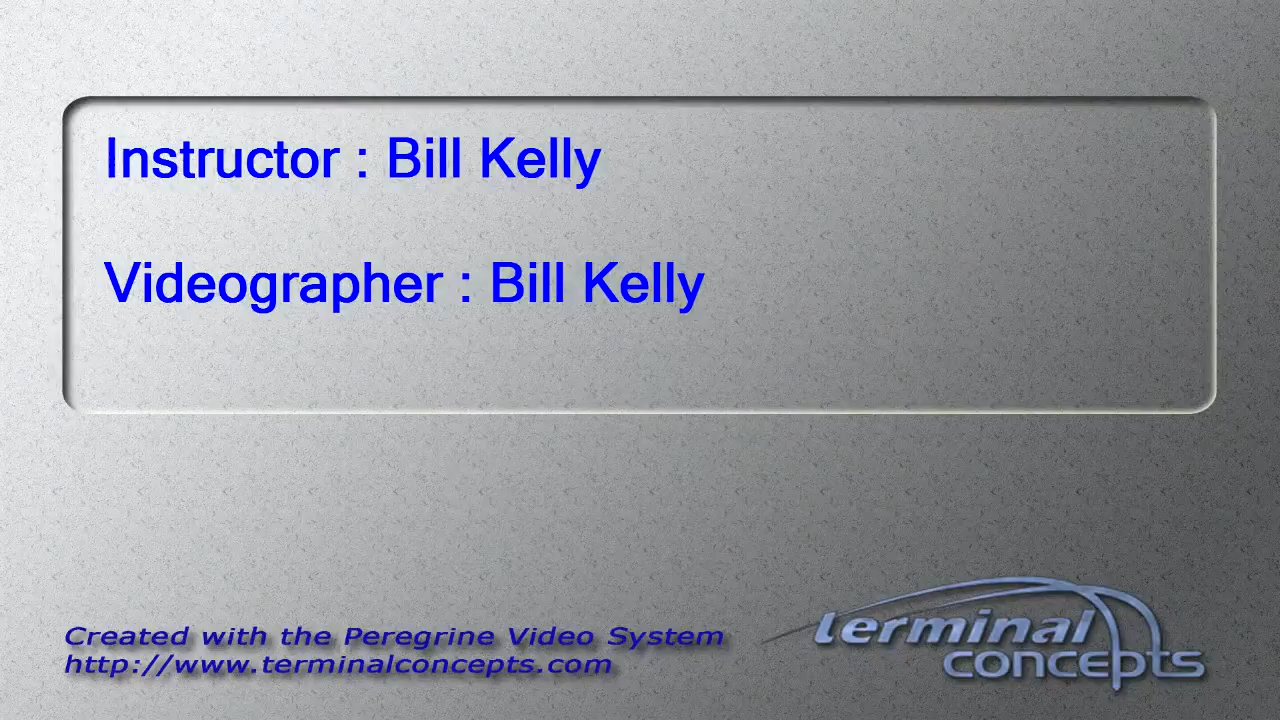 Instructor : Bill Kelly
Videographer : Bill Kelly
Created with the Peregrine Video System
http://www.terminalconcepts.com
terminal
concepts